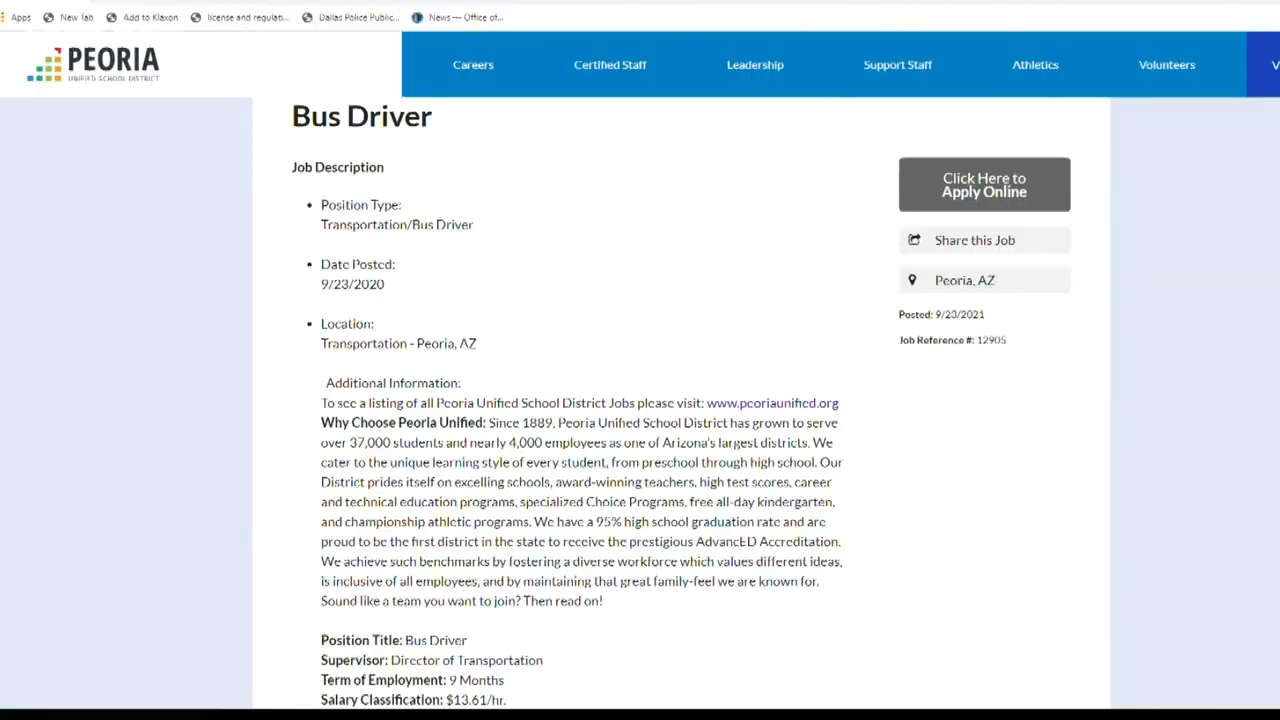 Apps New Tab Add to Klaxon license and regulati... Dallas Police Public... News — Office of...
PEORIA
UNIFIED SCHOOL DISTRICT
Careers Certified Staff Leadership Support Staff Athletics Volunteers V
Bus Driver
Job Description
• Position Type:
Transportation/Bus Driver
• Date Posted:
9/23/2020
• Location:
Transportation - Peoria, AZ
Additional Information:
To see a listing of all Peoria Unified School District Jobs please visit: www.peoriaunified.org
Why Choose Peoria Unified: Since 1889, Peoria Unified School District has grown to serve
over 37,000 students and nearly 4,000 employees as one of Arizona's largest districts. We
cater to the unique learning style of every student, from preschool through high school. Our
District prides itself on excelling schools, award-winning teachers, high test scores, career
and technical education programs, specialized Choice Programs, free all-day kindergarten,
and championship athletic programs. We have a 95% high school graduation rate and are
proud to be the first district in the state to receive the prestigious AdvancED Accreditation.
We achieve such benchmarks by fostering a diverse workforce which values different ideas,
is inclusive of all employees, and by maintaining that great family-feel we are known for.
Sound like a team you want to join? Then read on!
Position Title: Bus Driver
Supervisor: Director of Transportation
Term of Employment: 9 Months
Salary Classification: $13.61/hr.
Click Here to
Apply Online
Share this Job
Peoria, AZ
Posted: 9/23/2021
Job Reference #: 12905